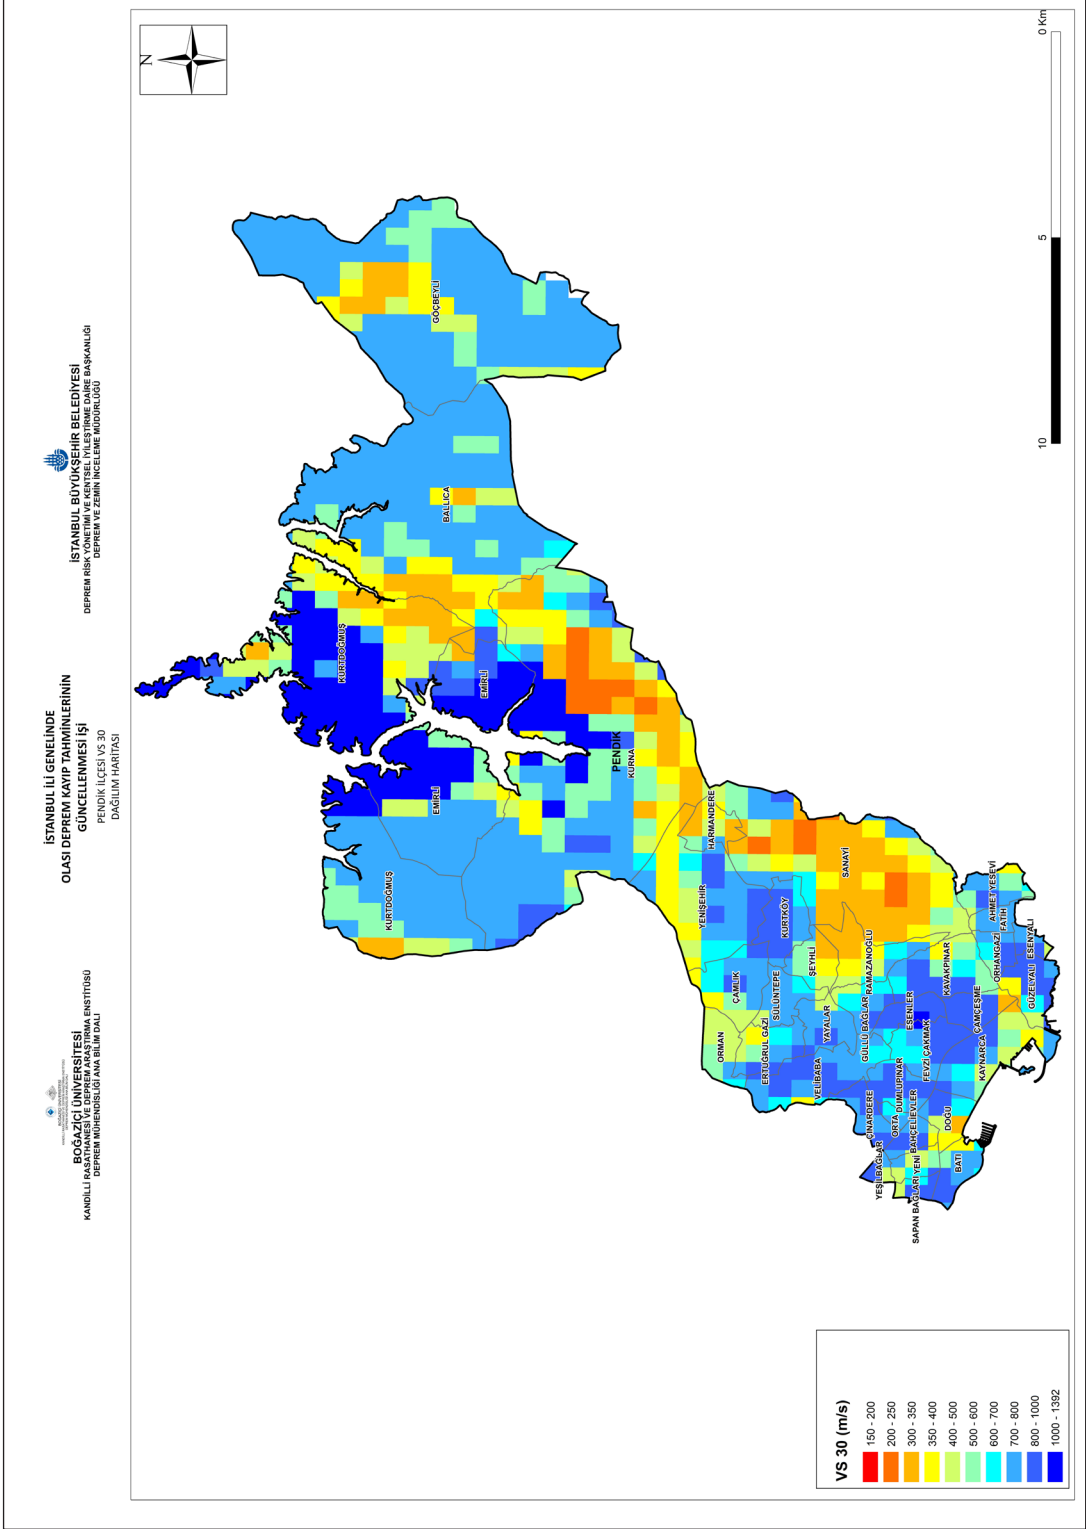 BOĞAZİÇİ ÜNİVERSİTESİ
KANDİLLİ RASATHANESİ VE DEPREM ARAŞTIRMA ENSTİTÜSÜ
DEPREM MÜHENDİSLİĞİ ANA BİLİM DALI
İSTANBUL İLİ GENELİNDE
OLASI DEPREM KAYIP TAHMİNLERİNİN
GÜNCELLENMESİ İŞİ
PENDİK İLÇESİ VS 30
DAĞILIM HARİTASI
İSTANBUL BÜYÜKŞEHİR BELEDİYESİ
DEPREM RİSK YÖNETİMİ VE KENTSEL İYİLEŞTİRME DAİRE BAŞKANLIĞI
DEPREM VE ZEMİN İNCELEME MÜDÜRLÜĞÜ
N
GÖÇBEYLİ
BALLICA
KURTDOĞMUŞ
EMİRLİ
EMİRLİ
KURTDOĞMUŞ
PENDİK
KURNA
HARMANDERE
YENİŞEHİR
KURTKÖY
SANAYİ
ŞEYHLİ
ÇAMLIK
SÜLÜNTEPE
ORMAN
ERTUĞRUL GAZİ
YAYALAR
VELİBABA
RAMAZANOĞLU
GÜLLÜ BAĞLAR
ESENLER
KAVAKPINAR
FEVZİ ÇAKMAK
ÇAMÇEŞME
KAYNARCA
ORHANGAZİ
AHMET YESEVİ
FATİH
ESENYALI
GÜZELYALI
ÇINARDERE
DUMLUPINAR
ORTA
BAHÇELİEVLER
DOĞU
YEŞİLBAĞLAR
YENİ
SAPAN BAĞLARI
BATI
VS 30 (m/s)
150 - 200
200 - 250
300 - 350
350 - 400
400 - 500
500 - 600
600 - 700
700 - 800
800 - 1000
1000 - 1392
10
5
0 Km